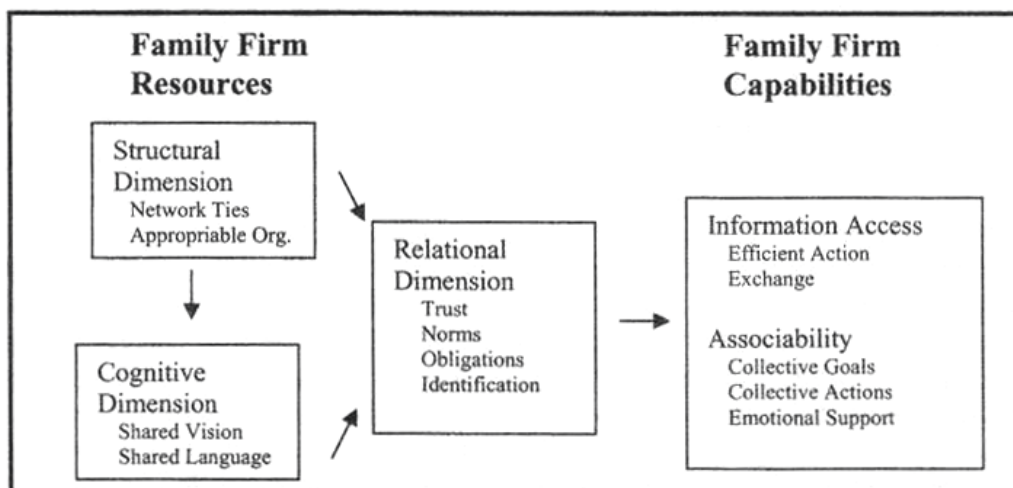 Family Firm
Resources
Family Firm
Capabilities
Structural
Dimension
Network Ties
Appropriable Org.
Relational
Dimension
Trust
Norms
Obligations
Identification
Information Access
Efficient Action
Exchange
Associability
Collective Goals
Collective Actions
Emotional Support
Cognitive
Dimension
Shared Vision
Shared Language